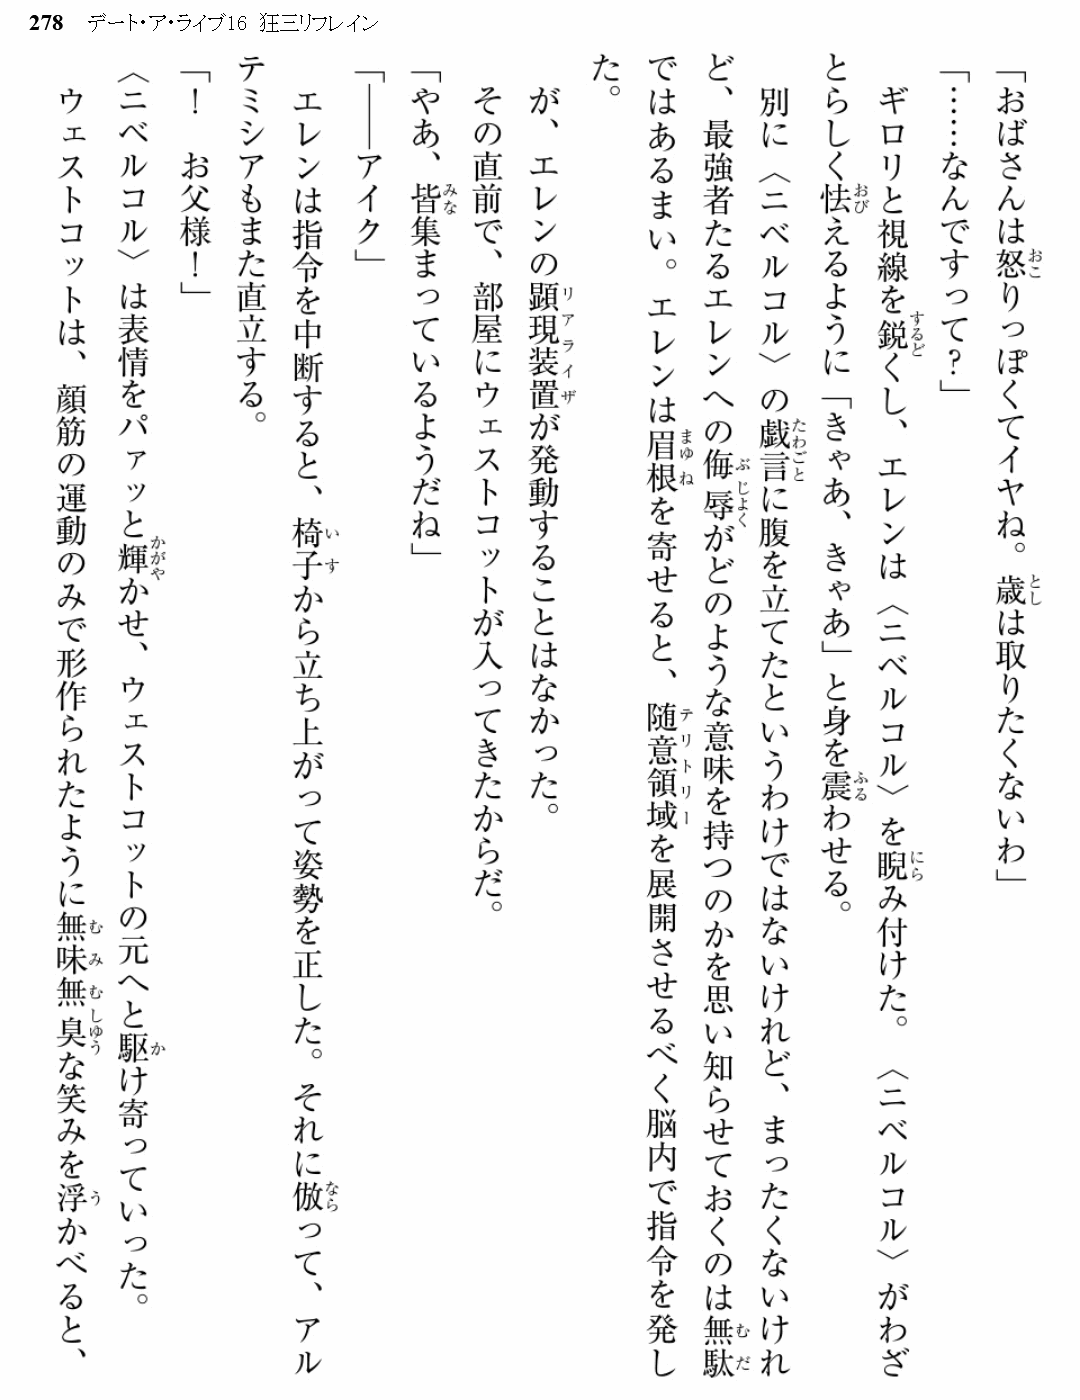 278 デート・ア・ライブ16 狂三リフレイン
「おばさんは怒りっぽくてイヤね。歳は取りたくないわ」
「……なんですって？」
ギロリと視線を鋭くし、エレンは〈ニベルコル〉を睨み付けた。〈ニベルコル〉がわざ
とらしく怯えるように「きゃあ、きゃあ」と身を震わせる。
別に〈ニベルコル〉の戯言に腹を立てたというわけではないけれど、まったくないけれ
ど、最強者たるエレンへの侮辱がどのような意味を持つのかを思い知らせておくのは無駄
ではあるまい。エレンは眉根を寄せると、随意領域を展開させるべく脳内で指令を発し
た。
が、エレンの顕現装置が発動することはなかった。
その直前で、部屋にウェストコットが入ってきたからだ。
「やあ、皆集まっているようだね」
「――アイク」
エレンは指令を中断すると、椅子から立ち上がって姿勢を正した。それに倣って、アル
テミシアもまた直立する。
「！　お父様！」
〈ニベルコル〉は表情をパァッと輝かせ、ウェストコットの元へと駆け寄っていった。
ウェストコットは、顔筋の運動のみで形作られたように無味無臭な笑みを浮かべると、